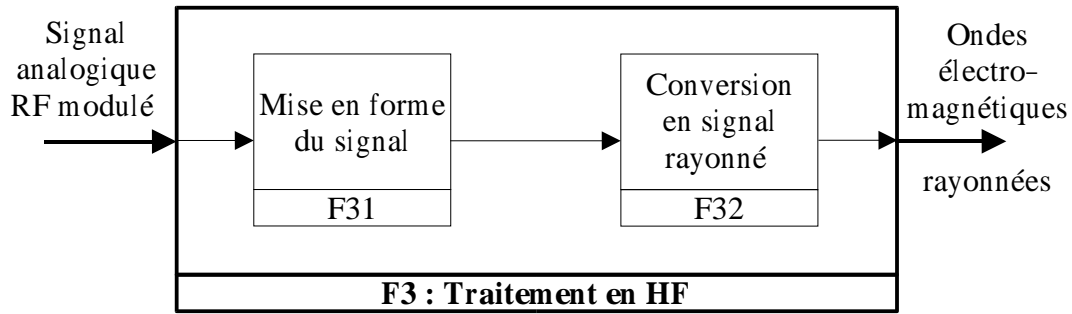 Signal
analogique
RF modulé
Mise en forme
du signal
F31
Conversion
en signal
rayonné
F32
Ondes
électro-
magnétiques
rayonnées
F3 : Traitement en HF